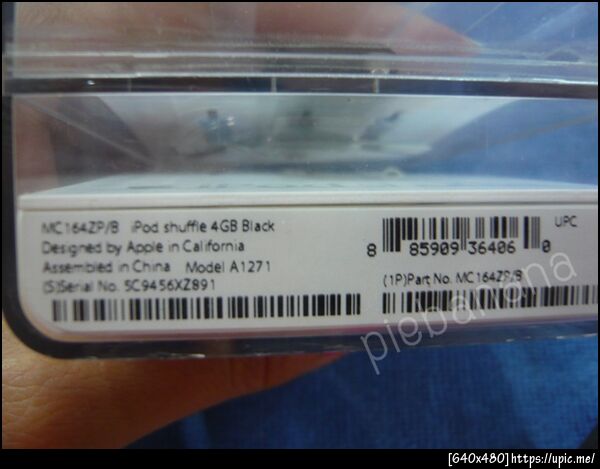 MC164ZP/B iPod shuffle 4GB Black
Designed by Apple in California
Assembled in China Model A1271
(S)Serial No. 5C9456XZ891
UPC
8 85909 36406 0
(1P)Part No. MC164ZP/B
piebanana
[640x480]https://upic.me/